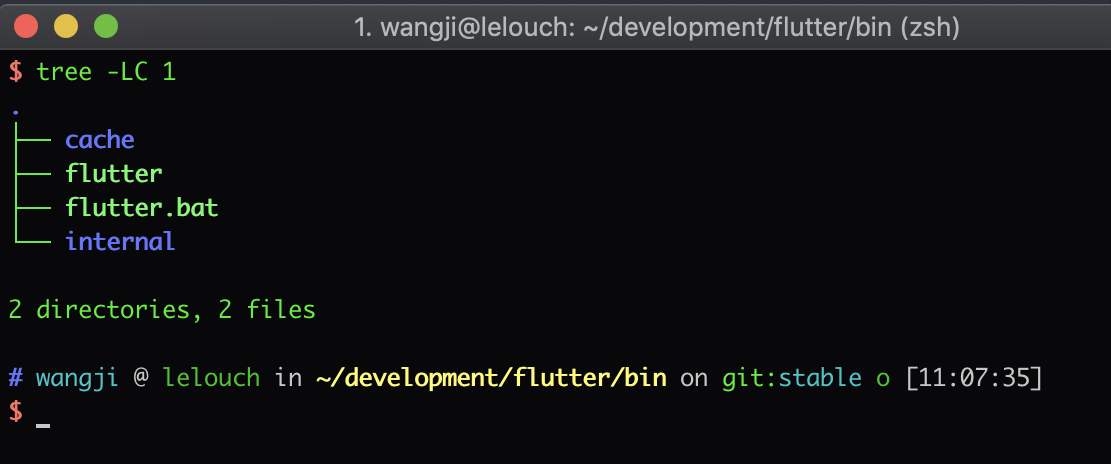 1. wangji@lelouch: ~/development/flutter/bin (zsh)
$ tree -LC 1
.
├── cache
├── flutter
├── flutter.bat
└── internal
2 directories, 2 files
# wangji @ lelouch in ~/development/flutter/bin on git:stable o [11:07:35]
$ _